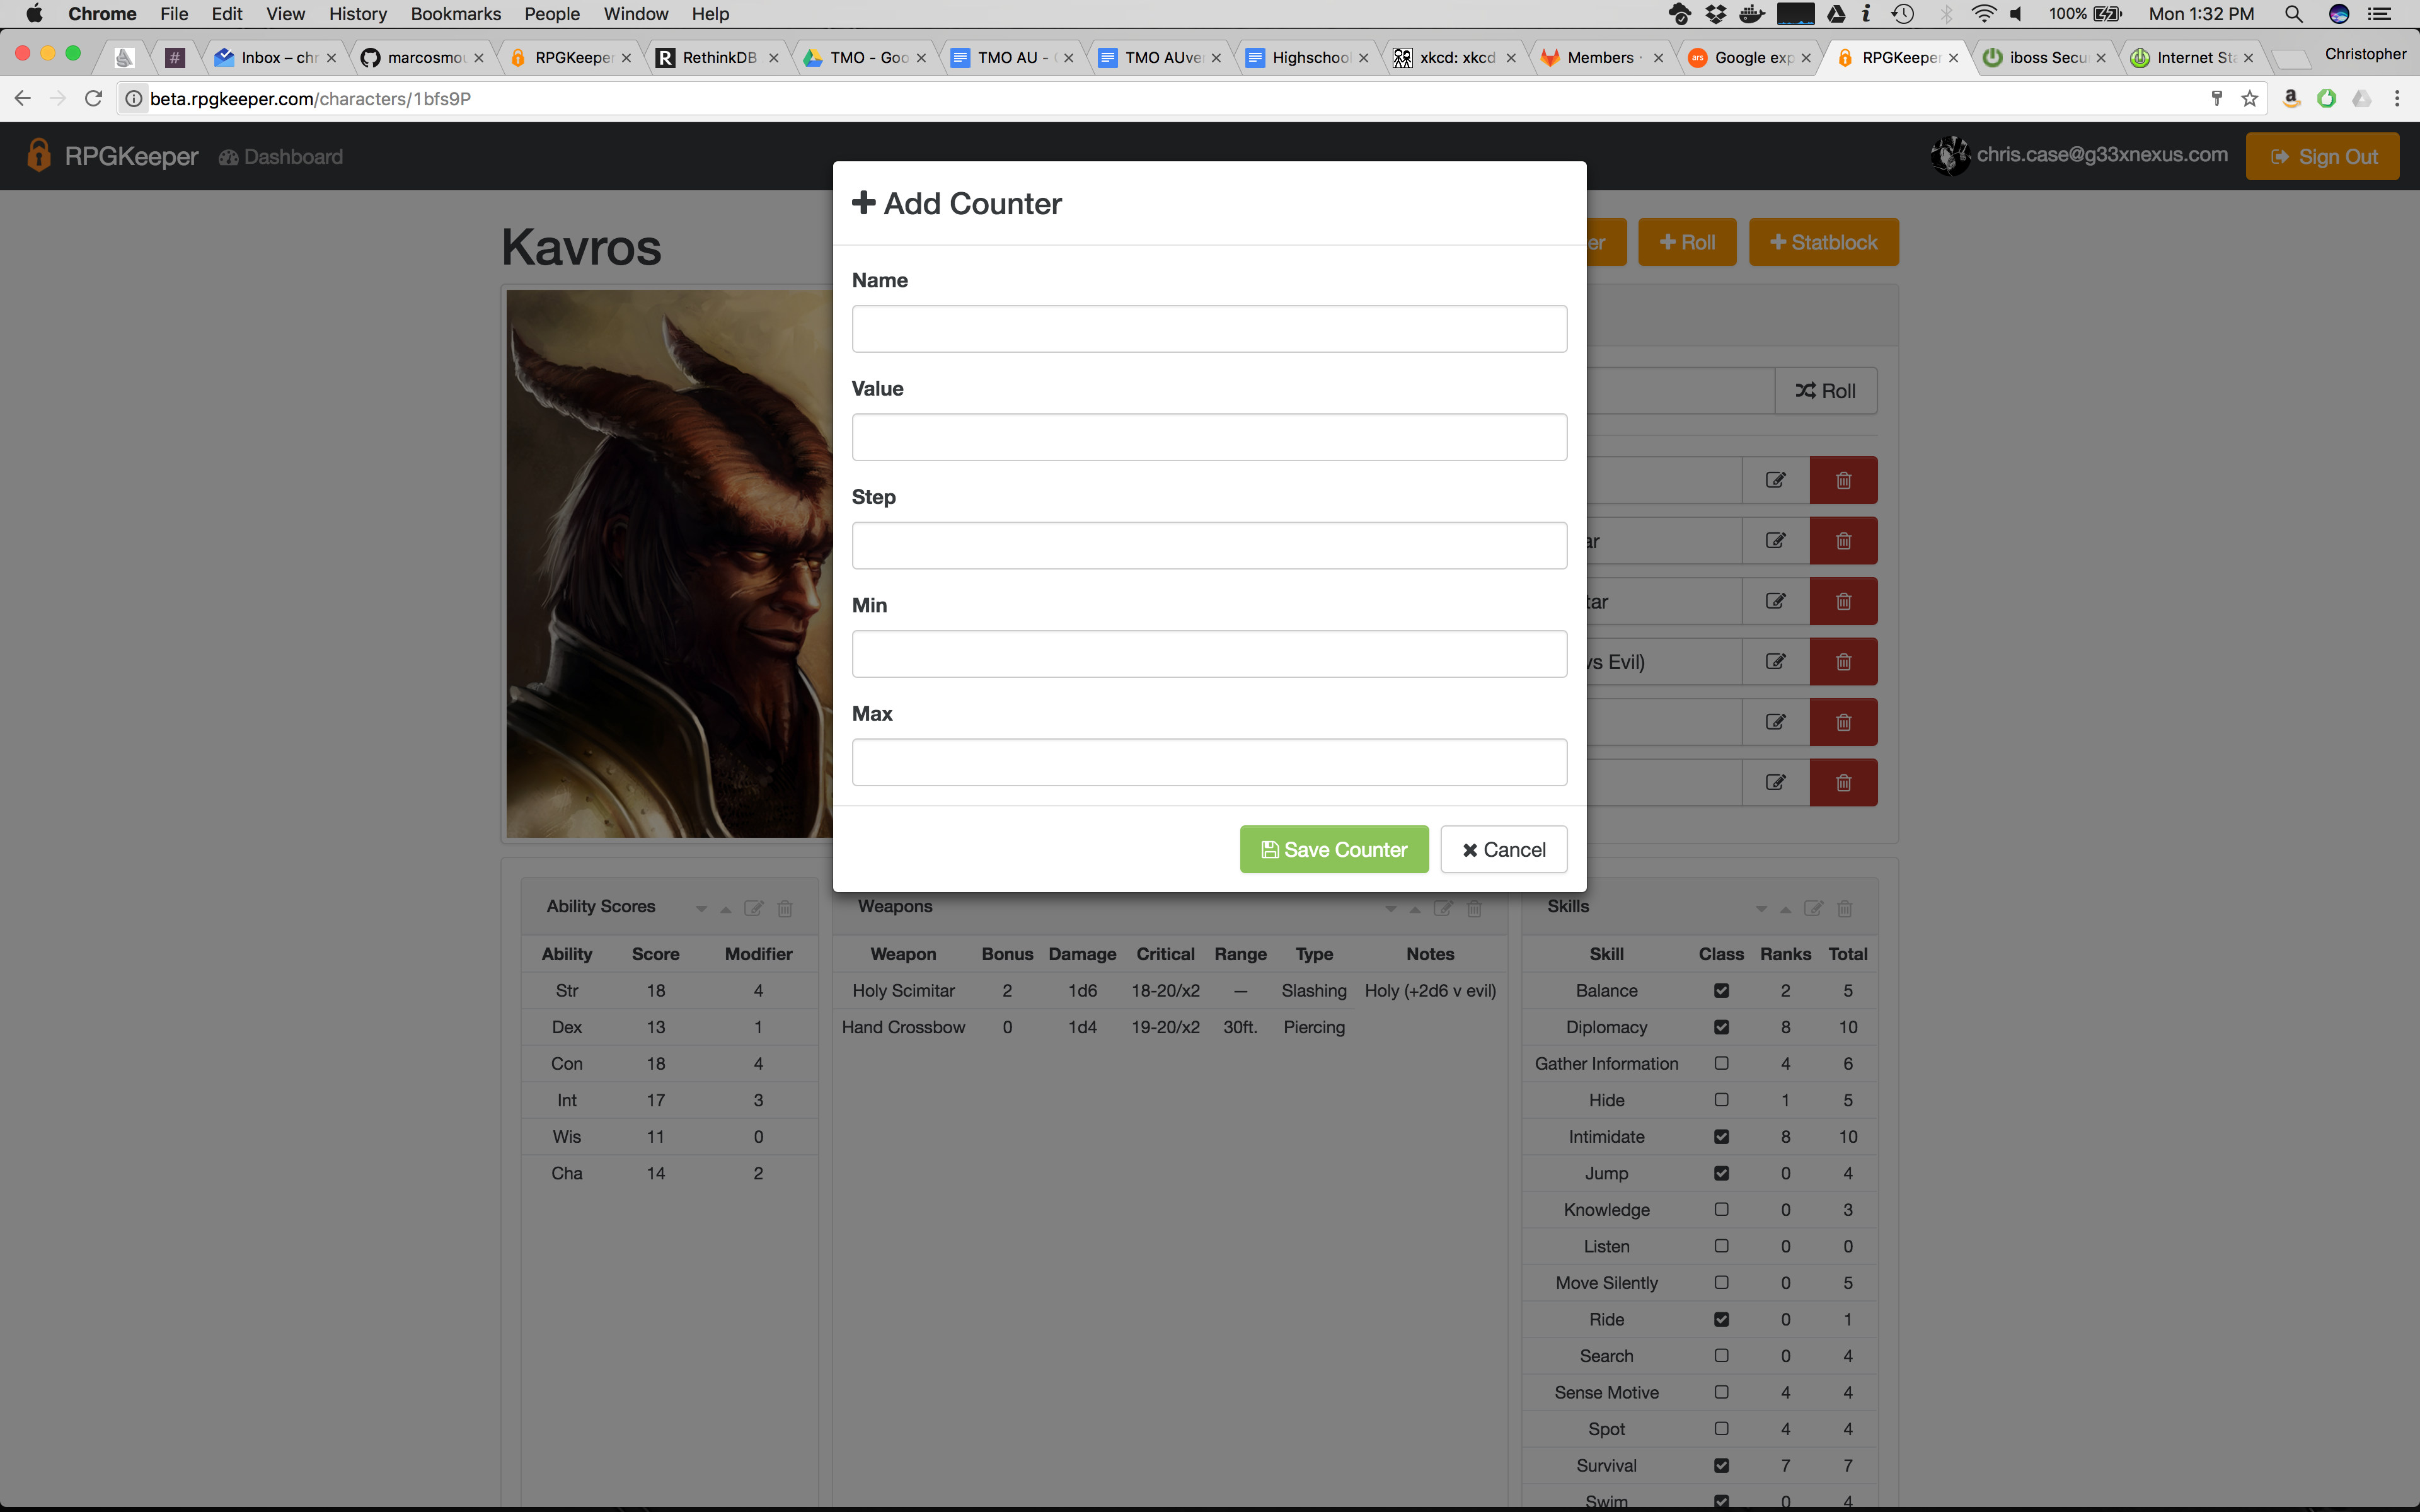 Chrome File Edit View History Bookmarks People Window Help 100% Mon 1:32 PM
Inbox – chr marcosmou RPGKeeper RethinkDB TMO - Goo TMO AU - TMO AUver Highschool xkcd: xkcd Members Google exp RPGKeeper iboss Secu Internet Sta Christopher
beta.rpgkeeper.com/characters/1bfs9P
RPGKeeper Dashboard chris.case@g33xnexus.com Sign Out
Add Counter
Kavros
er Roll Statblock
Name
Value
Roll
Step
ar
Min
tar
vs Evil)
Max
Save Counter Cancel
Ability Scores Weapons Skills
Ability Score Modifier Weapon Bonus Damage Critical Range Type Notes Skill Class Ranks Total
Str 18 4 Holy Scimitar 2 1d6 18-20/x2 — Slashing Holy (+2d6 v evil) Balance 2 5
Dex 13 1 Hand Crossbow 0 1d4 19-20/x2 30ft. Piercing Diplomacy 8 10
Con 18 4 Gather Information 4 6
Int 17 3 Hide 1 5
Wis 11 0 Intimidate 8 10
Cha 14 2 Jump 0 4
Knowledge 0 3
Listen 0 0
Move Silently 0 5
Ride 0 1
Search 0 4
Sense Motive 4 4
Spot 4 4
Survival 7 7
Swim 0 4